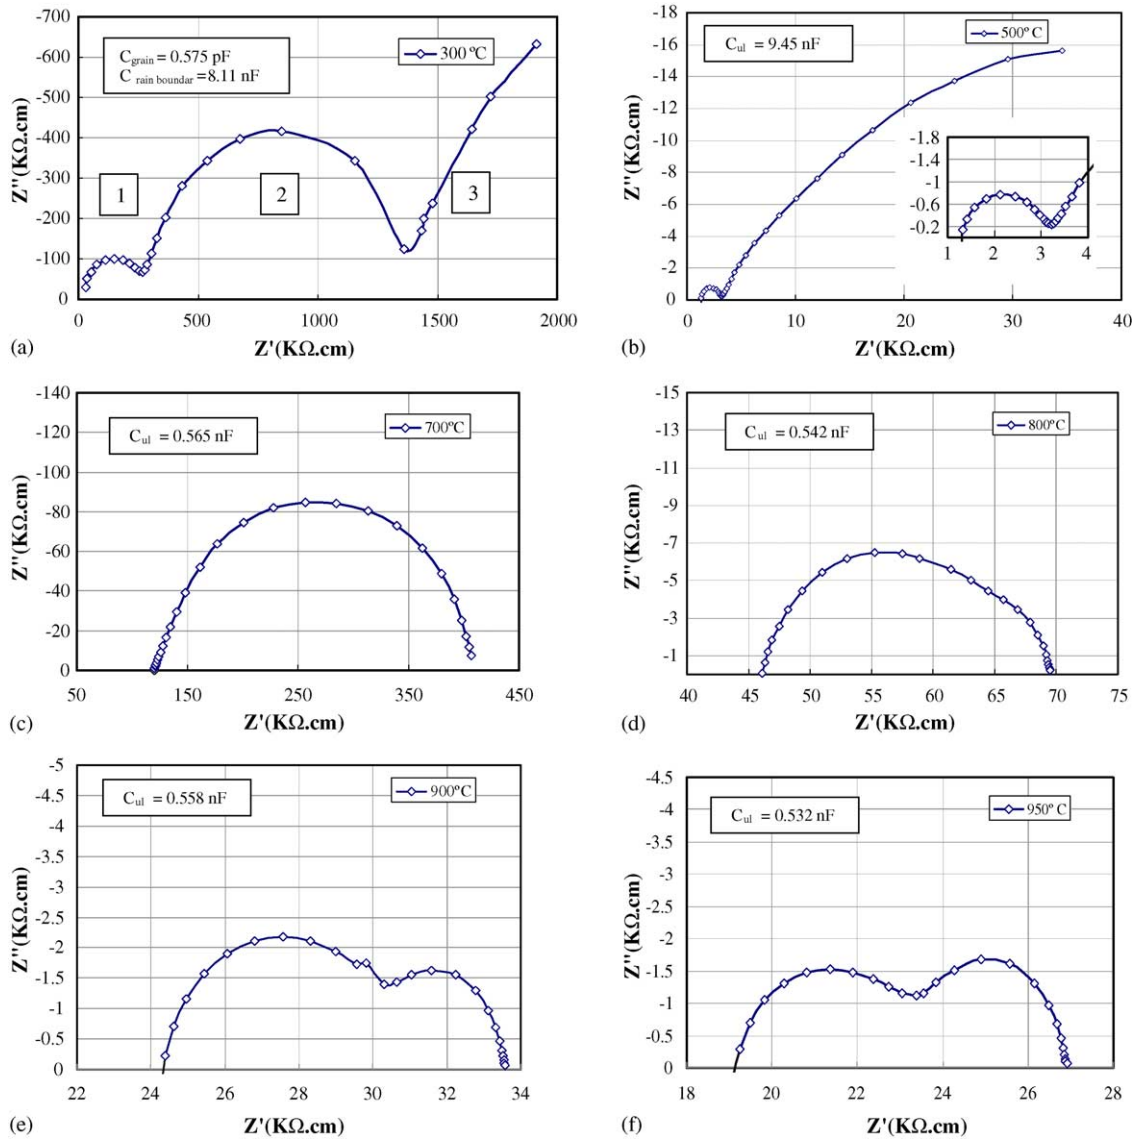 -700
-600
-500
-400
-300
-200
-100
0
Z''(KΩ.cm)
Cgrain = 0.575 pF
C rain boundar = 8.11 nF
300 ºC
1
2
3
0 500 1000 1500 2000
(a)
Z'(KΩ.cm)
-18
-16
-14
-12
-10
-8
-6
-4
-2
0
Z''(KΩ.cm)
Cul = 9.45 nF
500º C
-1.8
-1.4
-1
-0.6
-0.2
1 2 3 4
0 10 20 30 40
(b)
Z'(KΩ.cm)
-140
-120
-100
-80
-60
-40
-20
0
Z''(KΩ.cm)
Cul = 0.565 nF
700ºC
50 150 250 350 450
(c)
Z'(KΩ.cm)
-15
-13
-11
-9
-7
-5
-3
-1
Z''(KΩ.cm)
Cul = 0.542 nF
800ºC
40 45 50 55 60 65 70 75
(d)
Z'(KΩ.cm)
-5
-4.5
-4
-3.5
-3
-2.5
-2
-1.5
-1
-0.5
0
Z''(KΩ.cm)
Cul = 0.558 nF
900ºC
22 24 26 28 30 32 34
(e)
Z'(KΩ.cm)
-4.5
-4
-3.5
-3
-2.5
-2
-1.5
-1
-0.5
0
Z''(KΩ.cm)
Cul = 0.532 nF
950º C
18 20 22 24 26 28
(f)
Z'(KΩ.cm)